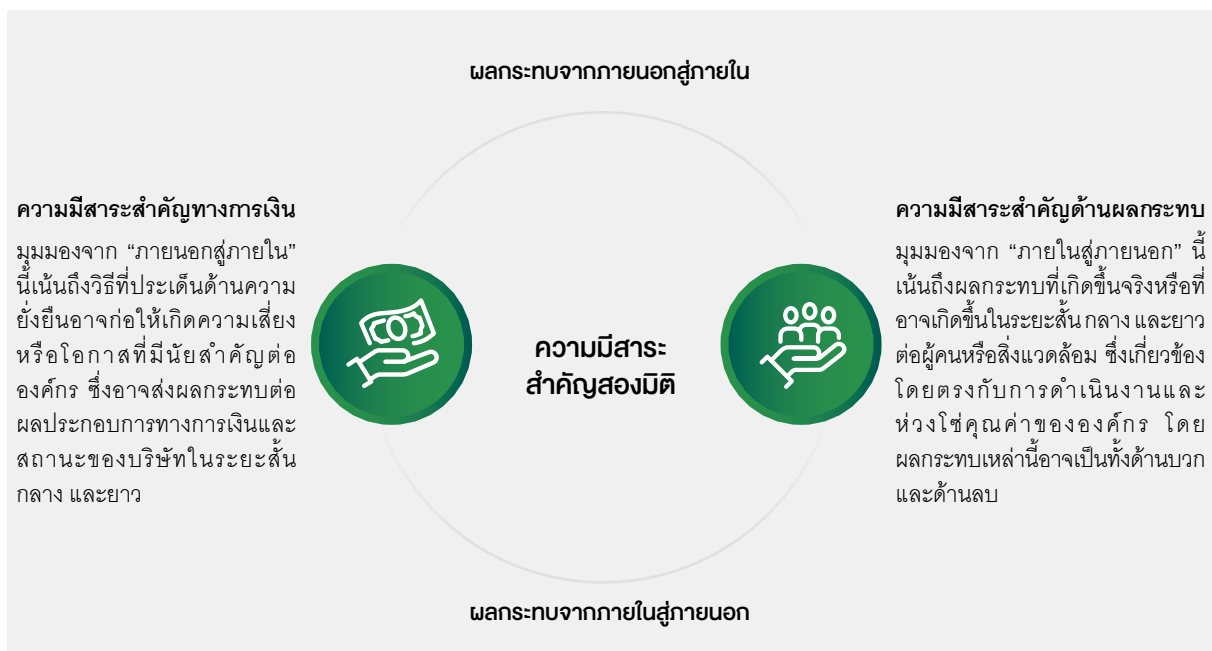 ผลกระทบจากภายนอกสู่ภายใน
ความมีสาระสำคัญทางการเงิน
มุมมองจาก “ภายนอกสู่ภายใน”
นี้เน้นถึงวิธีที่ประเด็นด้านความ
ยั่งยืนอาจก่อให้เกิดความเสี่ยง
หรือโอกาสที่มีนัยสำคัญต่อ
องค์กร ซึ่งอาจส่งผลกระทบต่อ
ผลประกอบการทางการเงินและ
สถานะของบริษัทในระยะสั้น
กลาง และยาว
ความมีสาระ
สำคัญสองมิติ
ความมีสาระสำคัญด้านผลกระทบ
มุมมองจาก “ภายในสู่ภายนอก” นี้
เน้นถึงผลกระทบที่เกิดขึ้นจริงหรือที่
อาจเกิดขึ้นในระยะสั้น กลาง และยาว
ต่อผู้คนหรือสิ่งแวดล้อม ซึ่งเกี่ยวข้อง
โดยตรงกับการดำเนินงานและ
ห่วงโซ่คุณค่าขององค์กร โดย
ผลกระทบเหล่านี้อาจเป็นทั้งด้านบวก
และด้านลบ
ผลกระทบจากภายในสู่ภายนอก